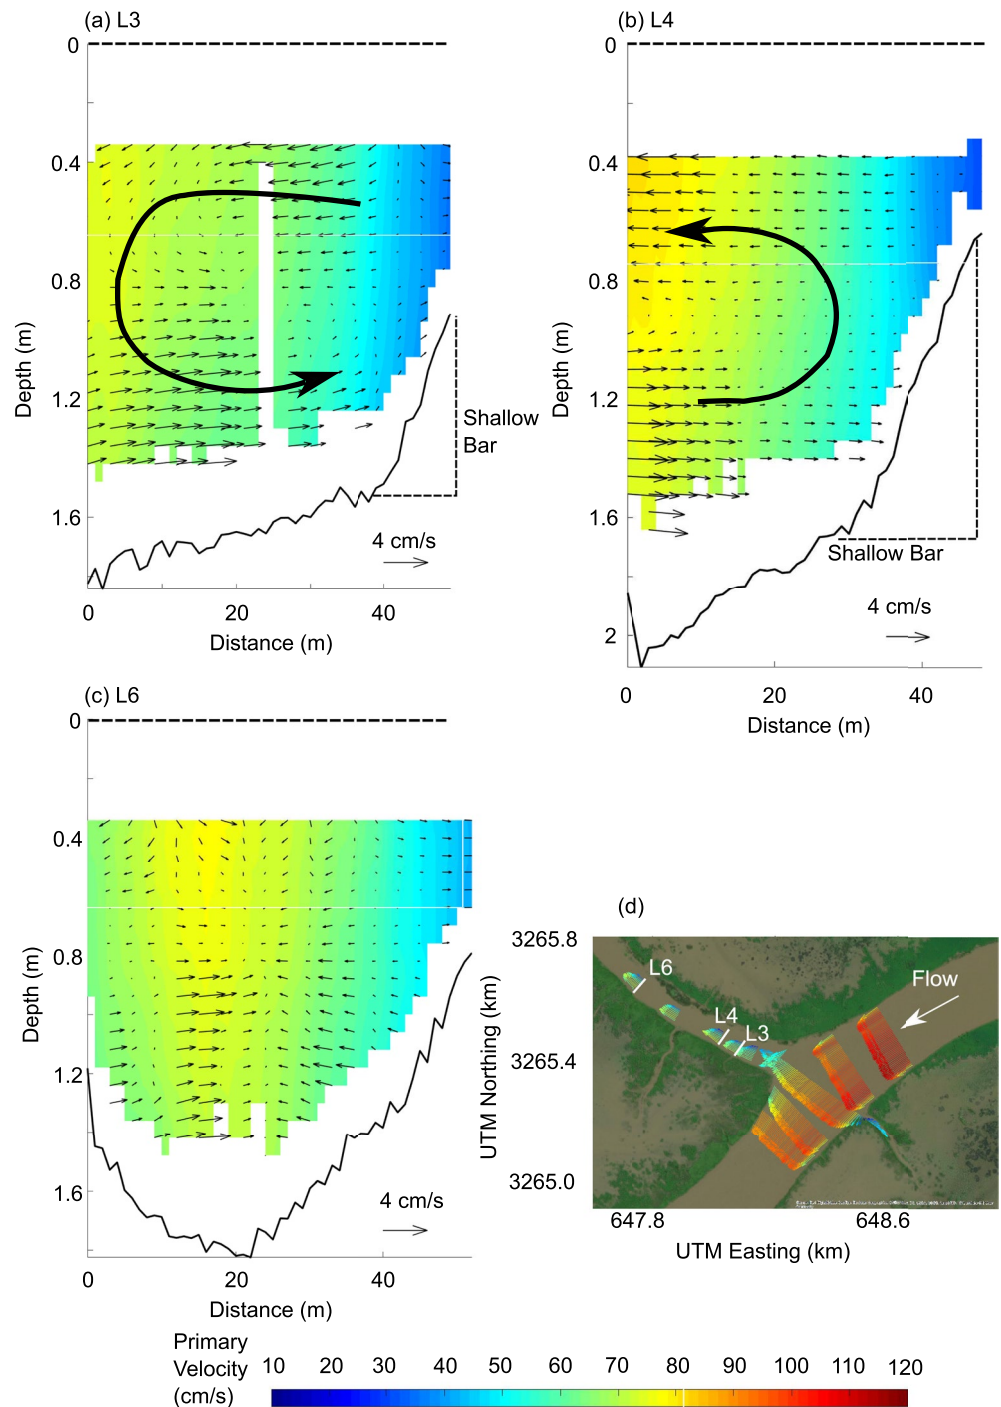 (a) L3
0
0.4
0.8
1.2
1.6
Depth (m)
Shallow
Bar
4 cm/s
0 20 40
Distance (m)
(b) L4
0
0.4
0.8
1.2
1.6
2
Depth (m)
Shallow Bar
4 cm/s
0 20 40
Distance (m)
(c) L6
0
0.4
0.8
1.2
1.6
Depth (m)
4 cm/s
0 20 40
Distance (m)
(d)
3265.8
3265.4
3265.0
UTM Northing (km)
L6
L4
L3
Flow
647.8 648.6
UTM Easting (km)
Primary
Velocity
(cm/s)
10 20 30 40 50 60 70 80 90 100 110 120